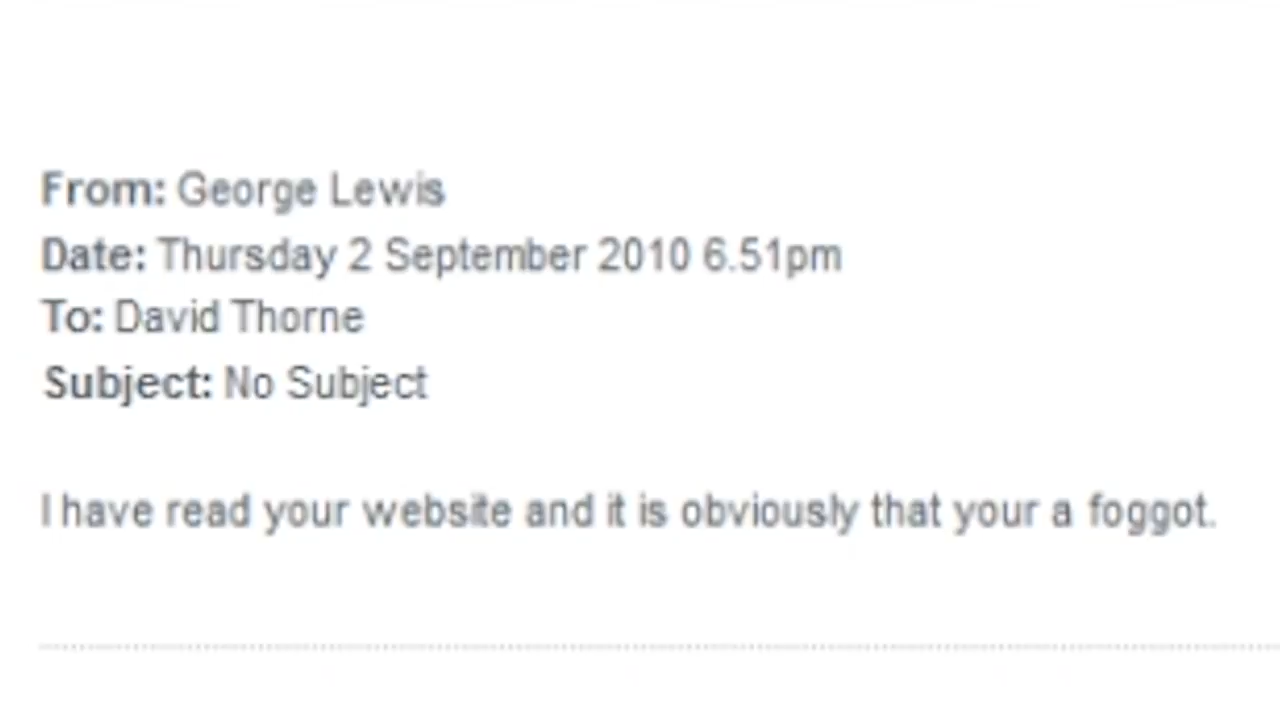 From: George Lewis
Date: Thursday 2 September 2010 6.51pm
To: David Thorne
Subject: No Subject
I have read your website and it is obviously that your a foggot.